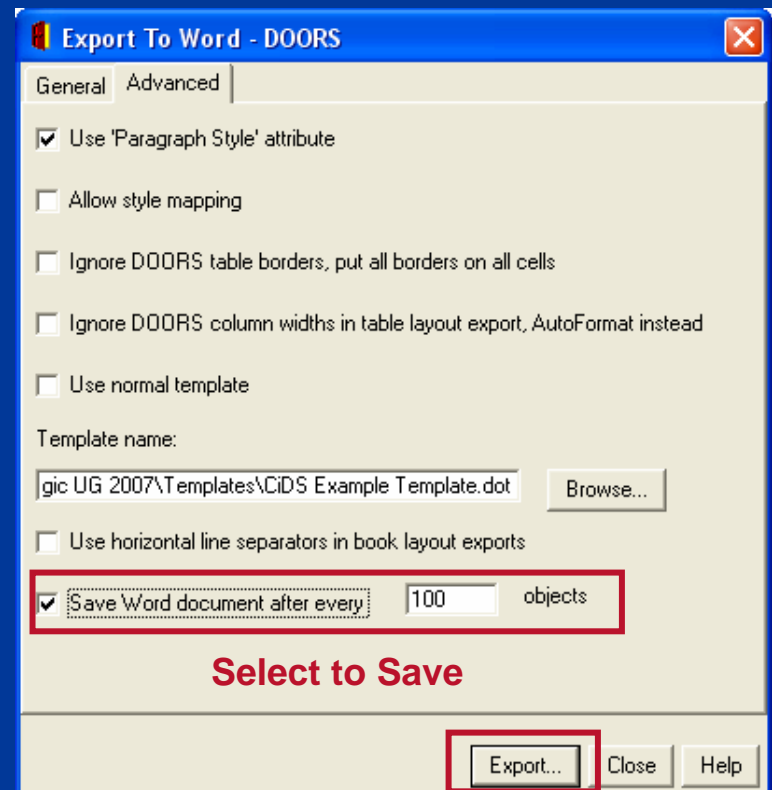 Export To Word - DOORS
General Advanced
Use 'Paragraph Style' attribute
Allow style mapping
Ignore DOORS table borders, put all borders on all cells
Ignore DOORS column widths in table layout export, AutoFormat instead
Use normal template
Template name:
gic UG 2007\Templates\CiDS Example Template.dot Browse...
Use horizontal line separators in book layout exports
Save Word document after every 100 objects
Select to Save
Export... Close Help